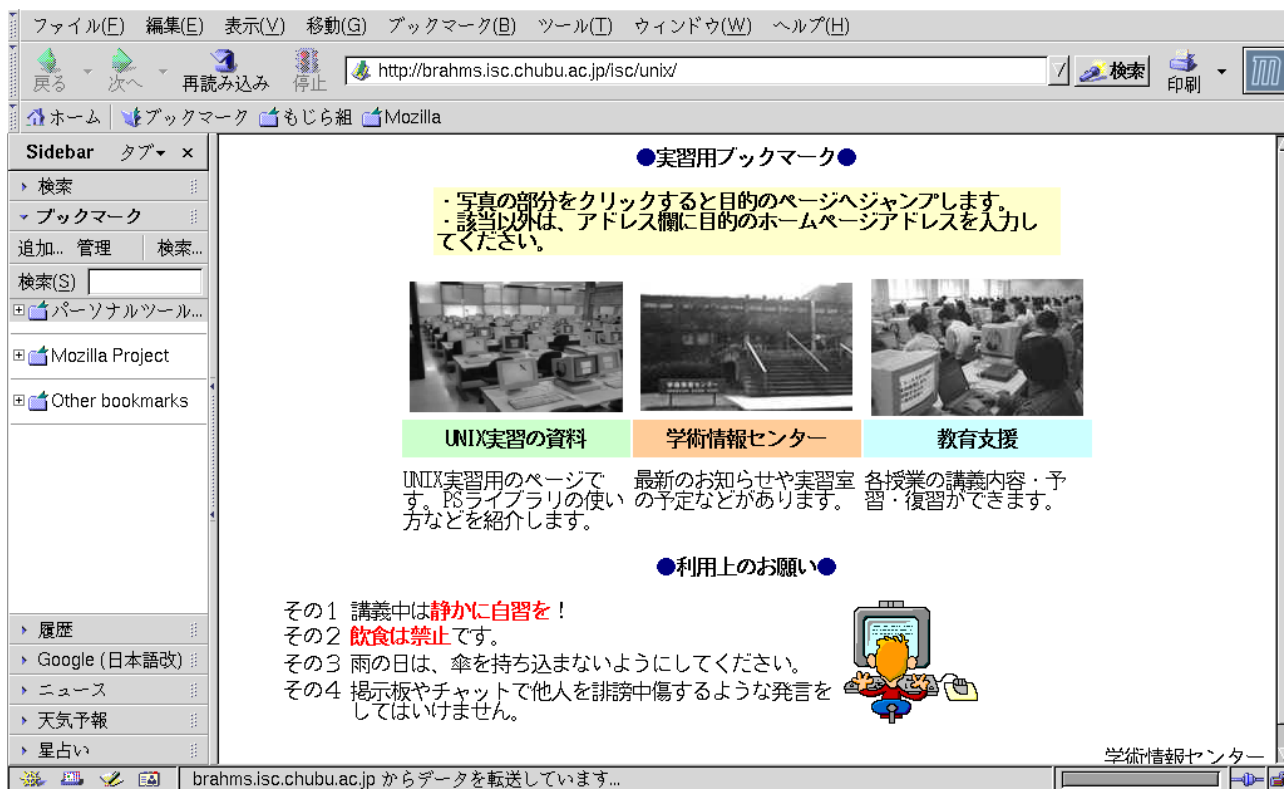 ファイル(F) 編集(E) 表示(V) 移動(G) ブックマーク(B) ツール(T) ウィンドウ(W) ヘルプ(H)
戻る 次へ 再読み込み 停止 http://brahms.isc.chubu.ac.jp/isc/unix/ 検索 印刷
ホーム ブックマーク もじら組 Mozilla
Sidebar タブ
検索
ブックマーク
追加... 管理 検索...
検索(S)
パーソナルツール...
Mozilla Project
Other bookmarks
履歴
Google (日本語改)
ニュース
天気予報
星占い
●実習用ブックマーク●
・写真の部分をクリックすると目的のページへジャンプします。
・該当以外は、アドレス欄に目的のホームページアドレスを入力し
てください。
学術情報センター
UNIX実習の資料
UNIX実習用のページで
す。PSライブラリの使い
方などを紹介します。
学術情報センター
最新のお知らせや実習室
の予定などがあります。
教育支援
各授業の講義内容・予
習・復習ができます。
●利用上のお願い●
その1 講義中は静かに自習を！
その2 飲食は禁止です。
その3 雨の日は、傘を持ち込まないようにしてください。
その4 掲示板やチャットで他人を誹謗中傷するような発言を
してはいけません。
学術情報センター
brahms.isc.chubu.ac.jp からデータを転送しています...